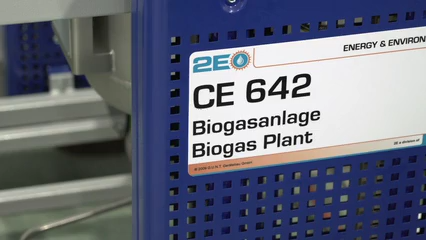 ENERGY & ENVIRON
2E
CE 642
Biogasanlage
Biogas Plant